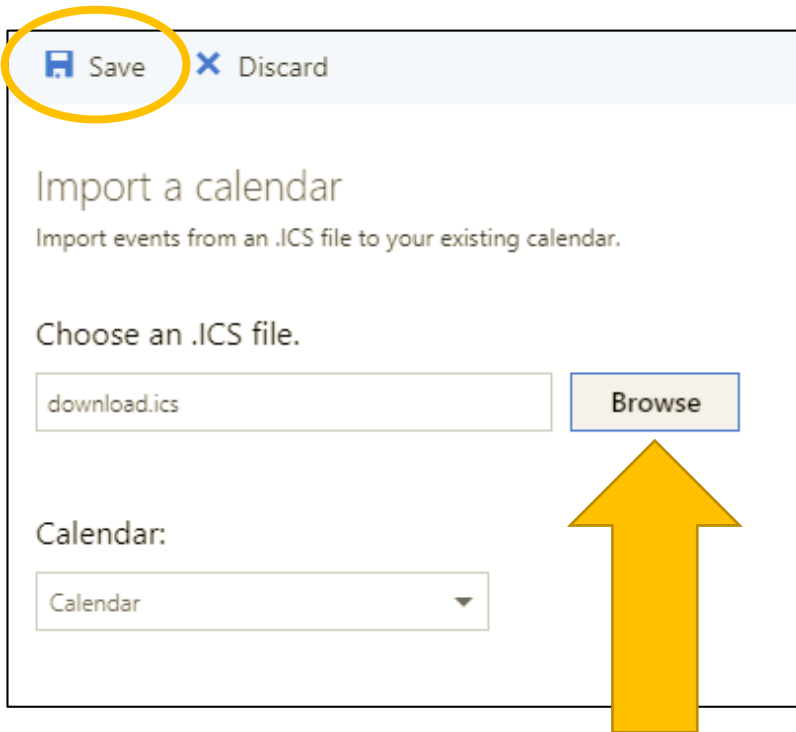 Save Discard
Import a calendar
Import events from an .ICS file to your existing calendar.
Choose an .ICS file.
download.ics Browse
Calendar:
Calendar